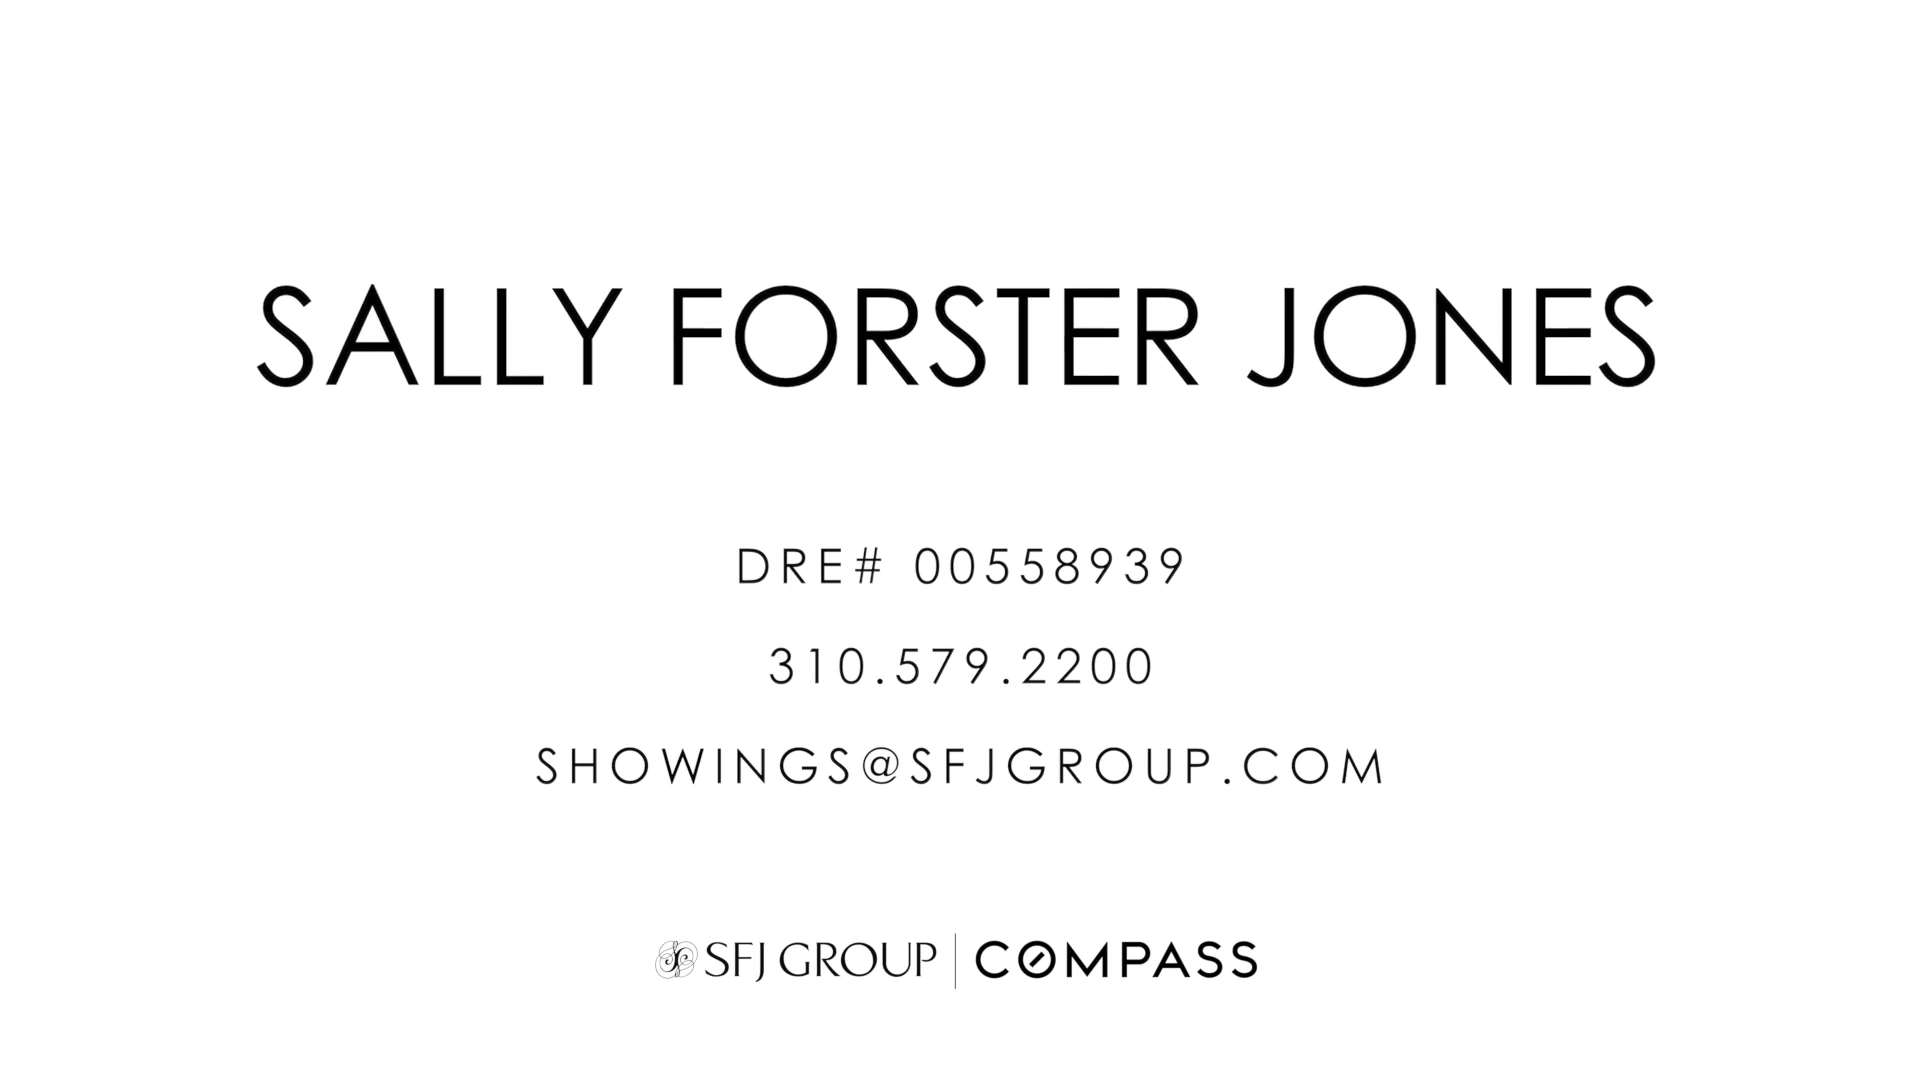 SALLY FORSTER JONES
DRE# 00558939
310.579.2200
SHOWINGS@SFJGROUP.COM
SFJ GROUP | COMPASS